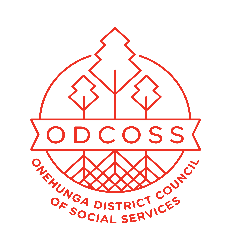 ODCOSS
ONEHUNGA DISTRICT COUNCIL
OF SOCIAL SERVICES